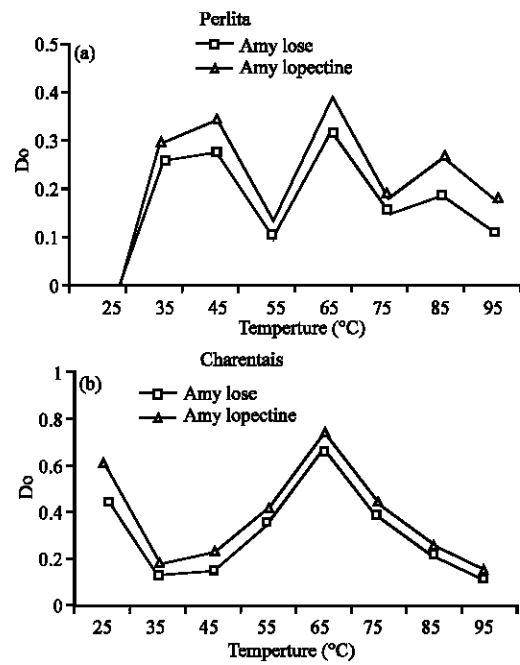 Perlita
(a)
Amy lose
Amy lopectine
0.5
0.4
0.3
0.2
0.1
0
Do
25 35 45 55 65 75 85 95
Temperture (°C)
Charentais
(b)
Amy lose
Amy lopectine
1
0.8
0.6
0.4
0.2
0
Do
25 35 45 55 65 75 85 95
Temperture (°C)